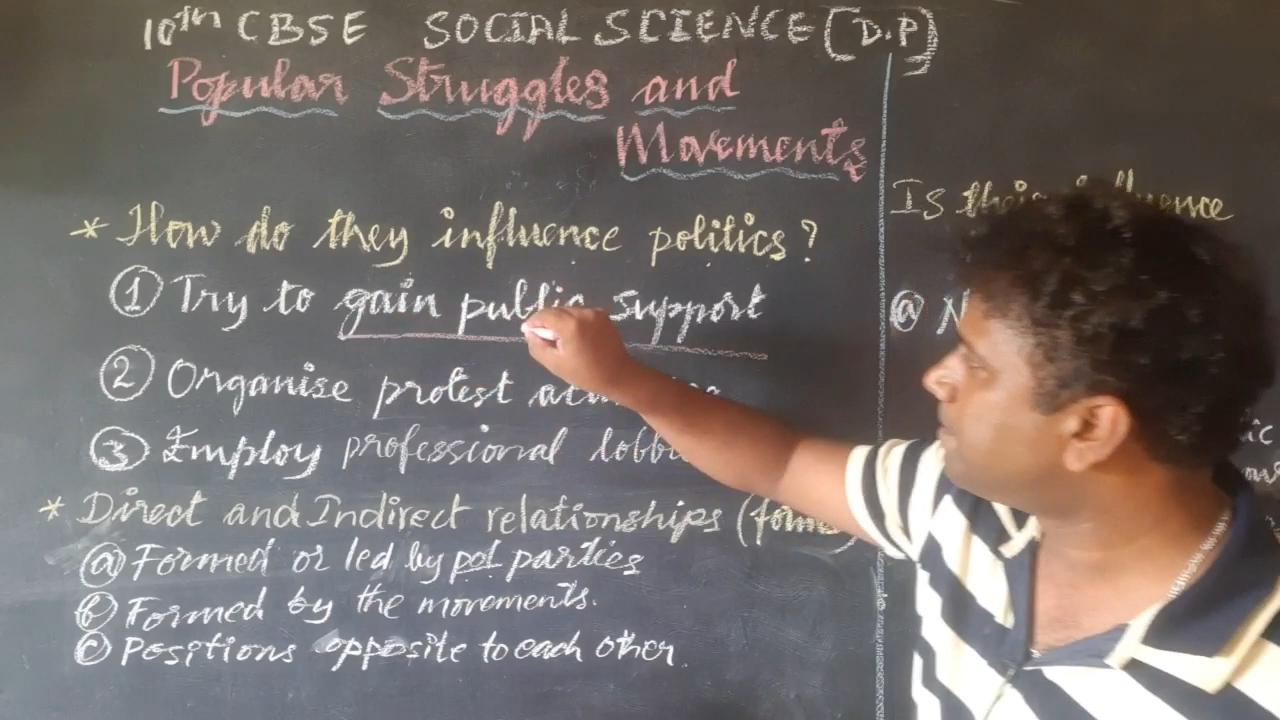 10th CBSE SOCIAL SCIENCE [D.P]
Popular Struggles and
Movements
* How do they influence politics?
① Try to gain public support
② Organise protest
③ Employ professional
* Direct and Indirect relationships (forms)
ⓐ Formed or led by pol parties
ⓑ Formed by the movements.
ⓒ Positions opposite to each other
Is their influence
ⓐ